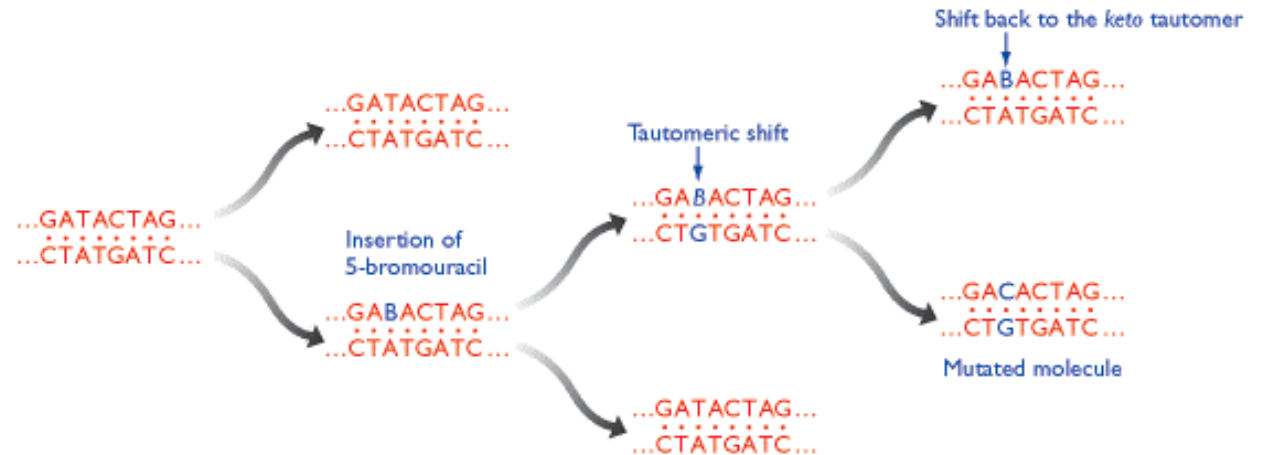 Shift back to the keto tautomer
...GABACTAG...
...CTATGATC...
...GATACTAG...
...CTATGATC...
Tautomeric shift
...GABACTAG...
...CTGTGATC...
...GATACTAG...
...CTATGATC...
Insertion of
5-bromouracil
...GABACTAG...
...CTATGATC...
...GACACTAG...
...CTGTGATC...
Mutated molecule
...GATACTAG...
...CTATGATC...